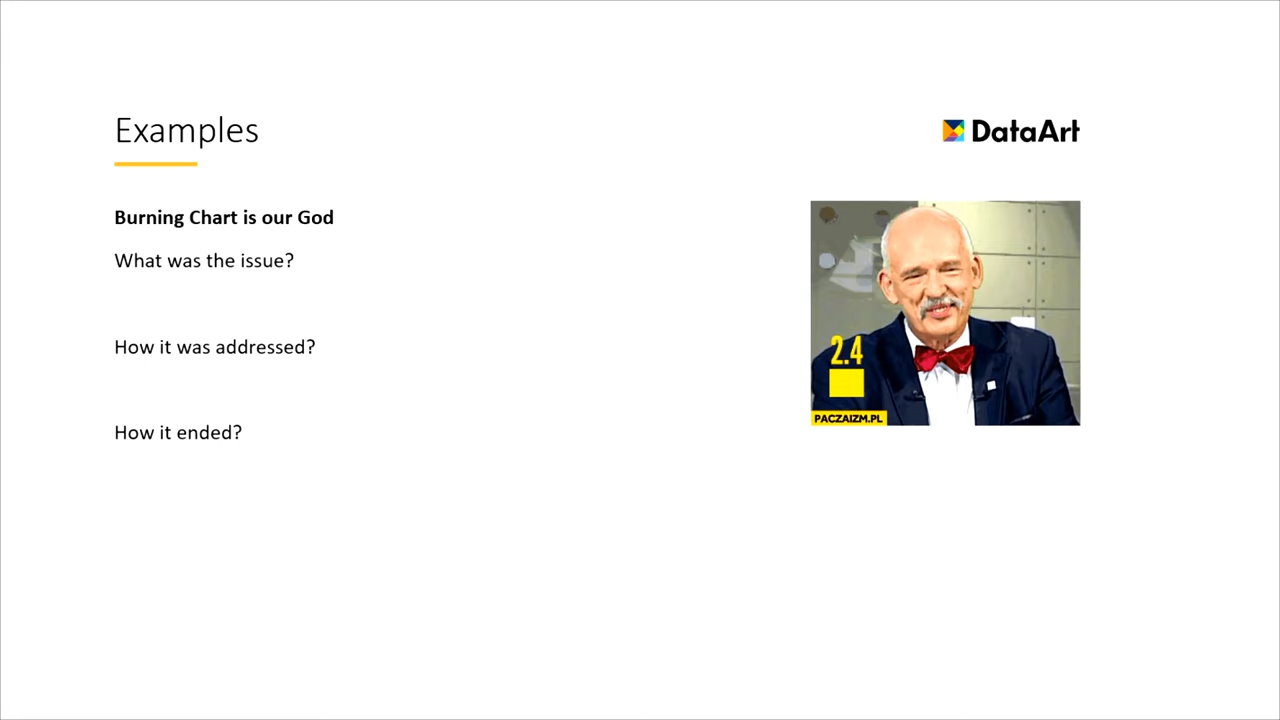 Examples
DataArt
Burning Chart is our God
What was the issue?
How it was addressed?
How it ended?
2.4
PACZAIZM.PL